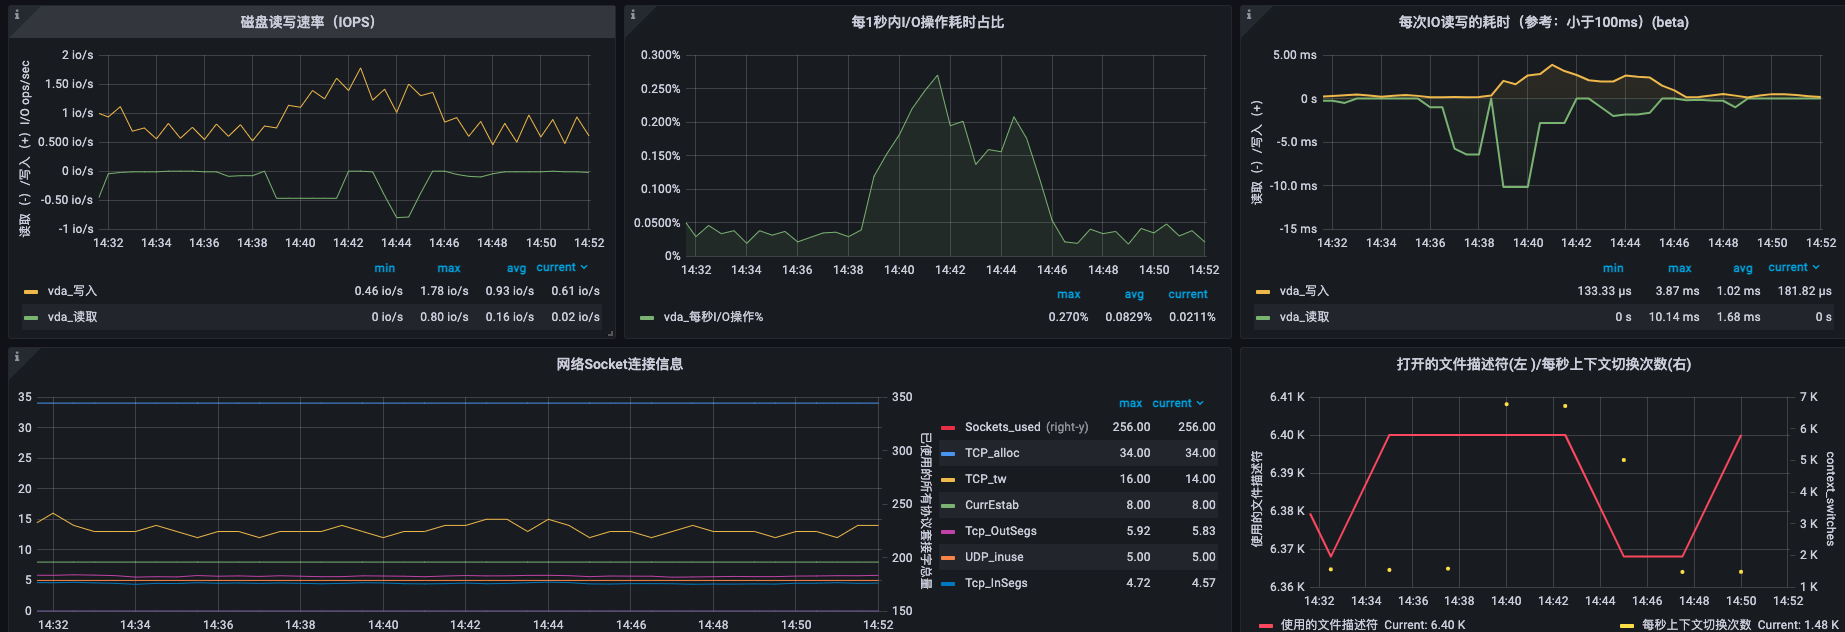 磁盘读写速率（IOPS）
读取（-）/写入（+）I/O ops/sec
2 io/s
1.50 io/s
1 io/s
0.500 io/s
0 io/s
-0.50 io/s
-1 io/s
14:32 14:34 14:36 14:38 14:40 14:42 14:44 14:46 14:48 14:50 14:52
min max avg current
vda_写入 0.46 io/s 1.78 io/s 0.93 io/s 0.61 io/s
vda_读取 0 io/s 0.80 io/s 0.16 io/s 0.02 io/s
每1秒内I/O操作耗时占比
0.300%
0.250%
0.200%
0.150%
0.100%
0.0500%
0%
14:32 14:34 14:36 14:38 14:40 14:42 14:44 14:46 14:48 14:50 14:52
max avg current
vda_每秒I/O操作% 0.270% 0.0829% 0.0211%
每次IO读写的耗时（参考：小于100ms）(beta)
读取（-）/写入（+）
5.00 ms
0 s
-5.0 ms
-10.0 ms
-15 ms
14:32 14:34 14:36 14:38 14:40 14:42 14:44 14:46 14:48 14:50 14:52
min max avg current
vda_写入 133.33 µs 3.87 ms 1.02 ms 181.82 µs
vda_读取 0 s 10.14 ms 1.68 ms 0 s
网络Socket连接信息
35
30
25
20
15
10
5
0
350
300
250
200
150
已使用的所有协议套接字总量
14:32 14:34 14:36 14:38 14:40 14:42 14:44 14:46 14:48 14:50 14:52
max current
Sockets_used (right-y) 256.00 256.00
TCP_alloc 34.00 34.00
TCP_tw 16.00 14.00
CurrEstab 8.00 8.00
Tcp_OutSegs 5.92 5.83
UDP_inuse 5.00 5.00
Tcp_InSegs 4.72 4.57
打开的文件描述符(左 )/每秒上下文切换次数(右)
使用的文件描述符
6.41 K
6.40 K
6.39 K
6.38 K
6.37 K
6.36 K
7 K
6 K
5 K
4 K
3 K
2 K
1 K
context_switches
14:32 14:34 14:36 14:38 14:40 14:42 14:44 14:46 14:48 14:50 14:52
使用的文件描述符 Current: 6.40 K
每秒上下文切换次数 Current: 1.48 K